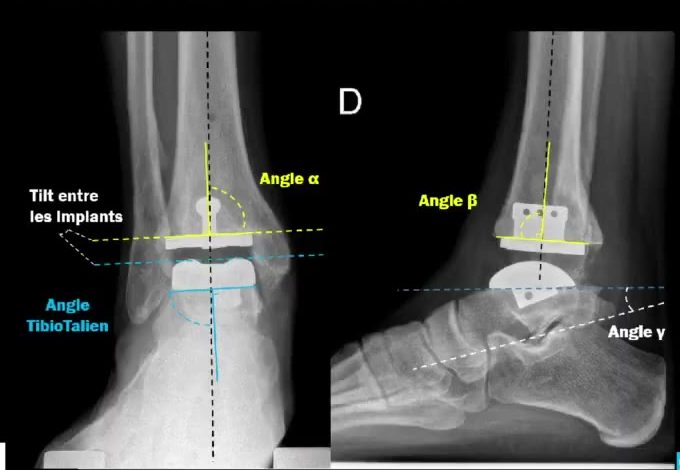 D
Angle α
Tilt entre
les Implants
Angle β
Angle
TibioTalien
Angle γ